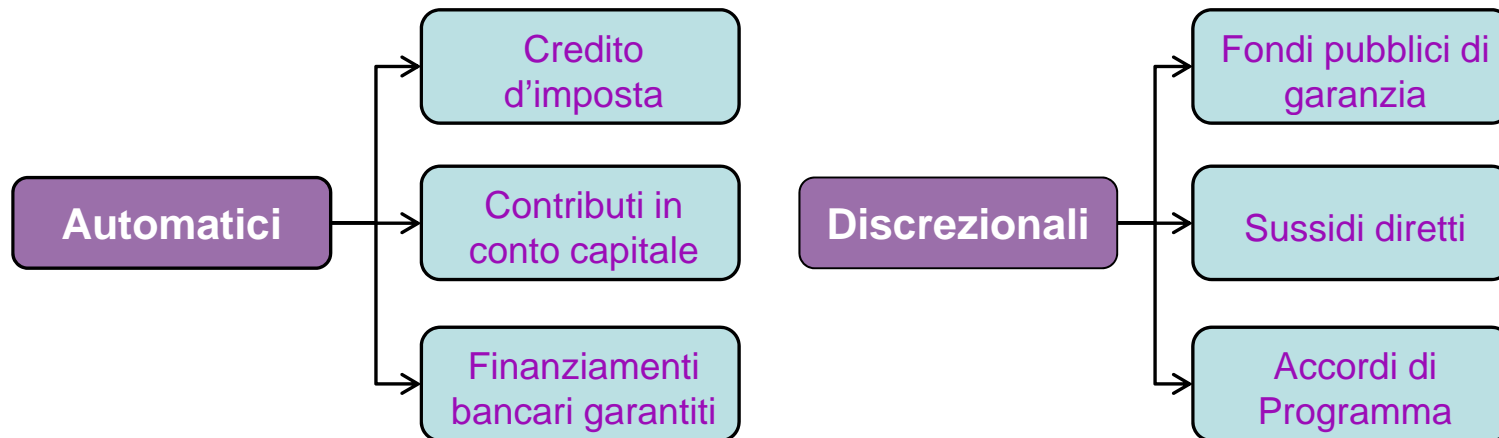 Automatici
Credito
d’imposta
Contributi in
conto capitale
Finanziamenti
bancari garantiti
Discrezionali
Fondi pubblici di
garanzia
Sussidi diretti
Accordi di
Programma